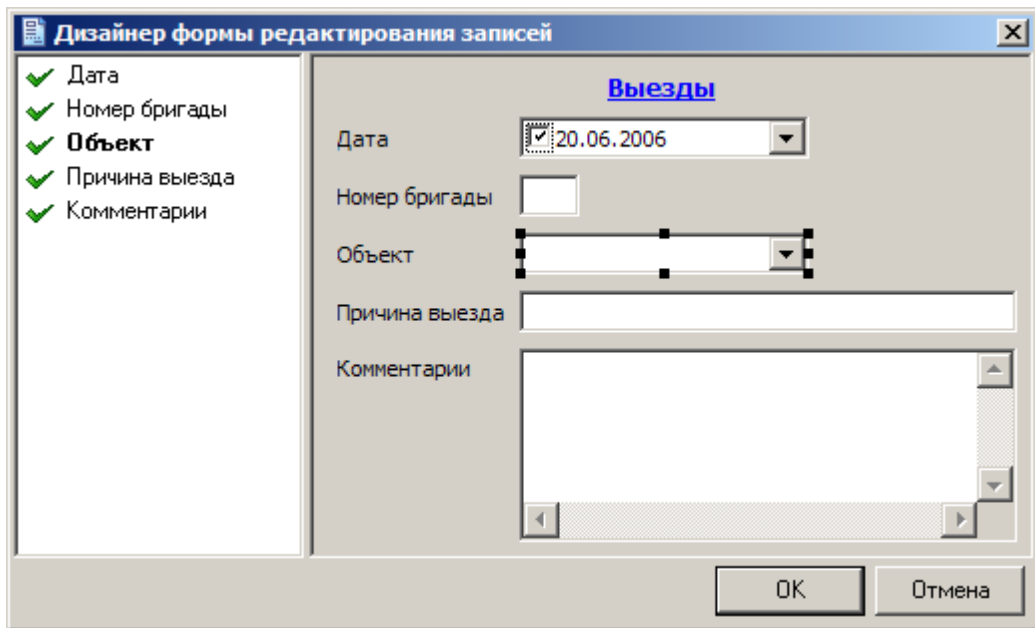 Дизайнер формы редактирования записей
Дата
Номер бригады
Объект
Причина выезда
Комментарии
Выезды
Дата 20.06.2006
Номер бригады
Объект
Причина выезда
Комментарии
OK Отмена